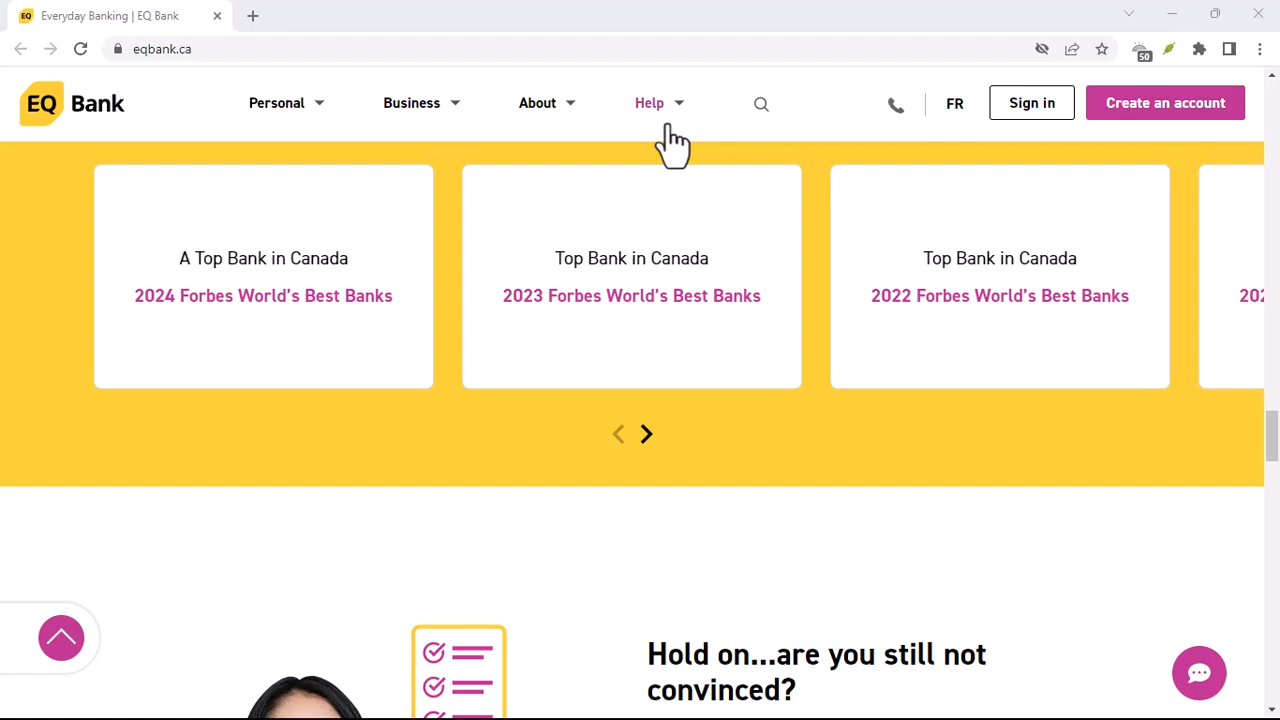 Everyday Banking | EQ Bank
eqbank.ca
50
EQ Bank
Personal
Business
About
Help
FR
Sign in
Create an account
A Top Bank in Canada
2024 Forbes World's Best Banks
Top Bank in Canada
2023 Forbes World's Best Banks
Top Bank in Canada
2022 Forbes World's Best Banks
Hold on...are you still not
convinced?